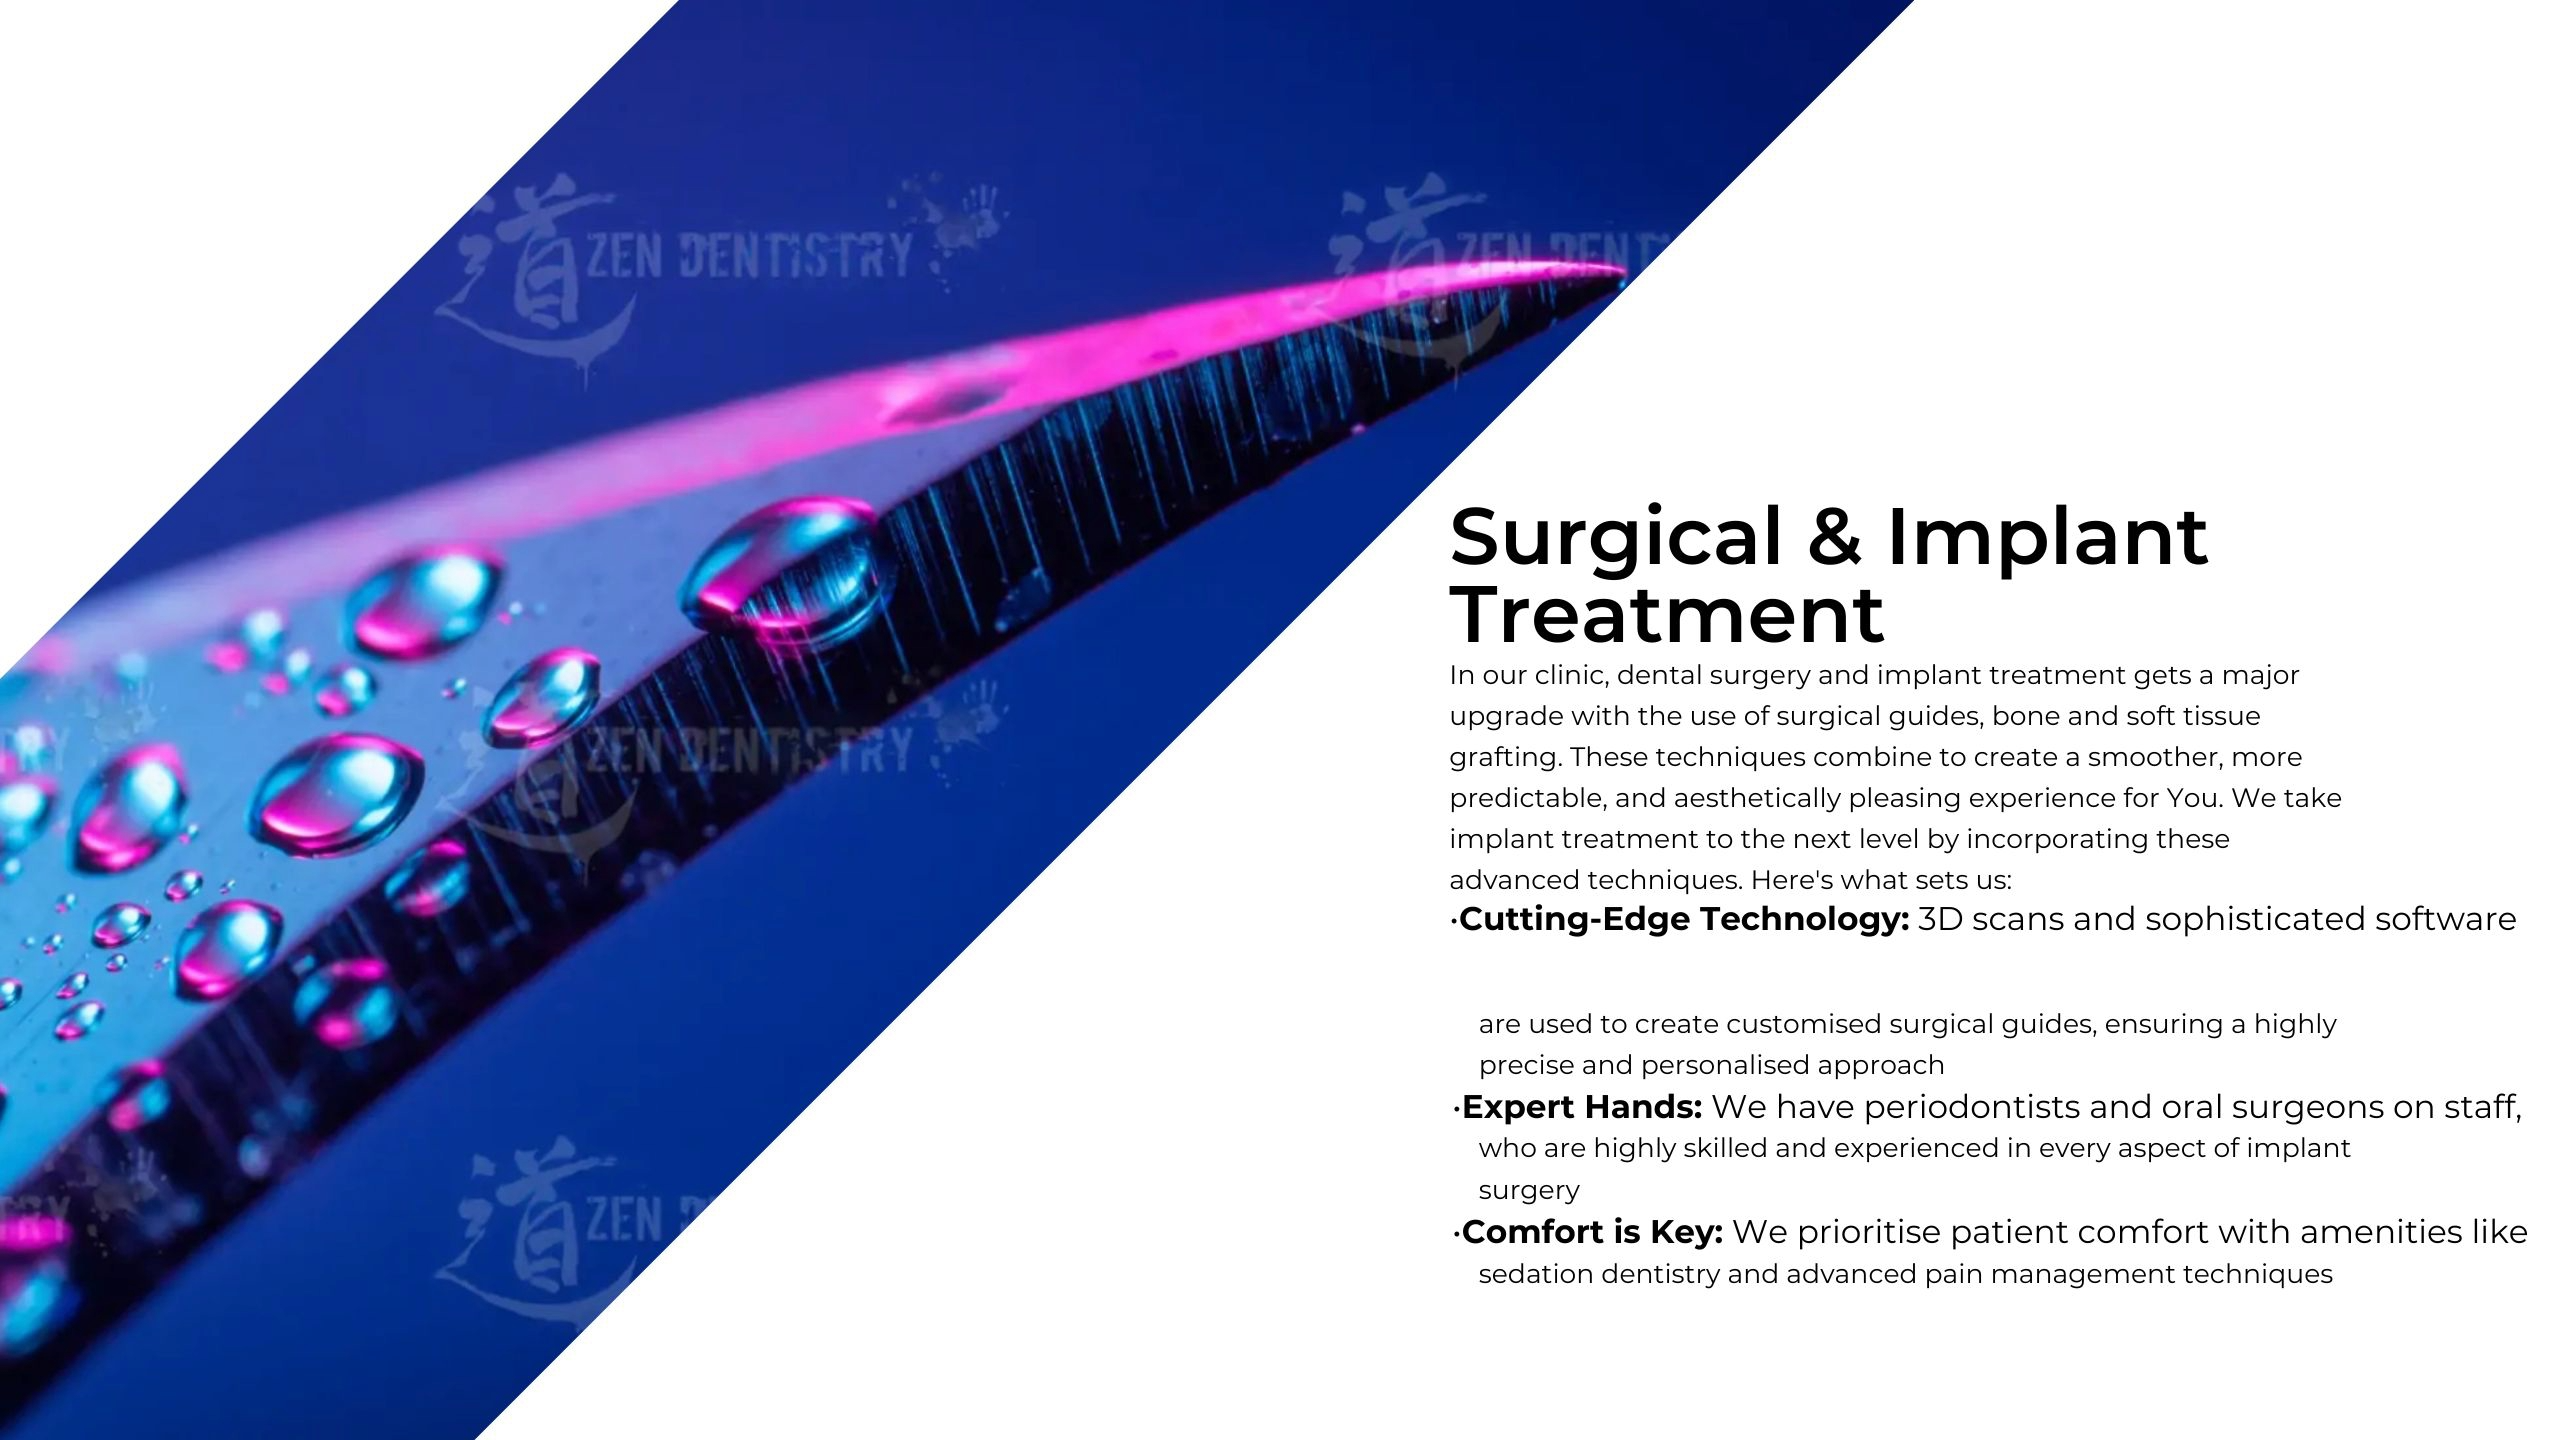 道 ZEN DENTISTRY
道 ZEN DENT
Surgical & Implant
Treatment
In our clinic, dental surgery and implant treatment gets a major
upgrade with the use of surgical guides, bone and soft tissue
grafting. These techniques combine to create a smoother, more
predictable, and aesthetically pleasing experience for You. We take
implant treatment to the next level by incorporating these
advanced techniques. Here's what sets us:
·Cutting-Edge Technology: 3D scans and sophisticated software
are used to create customised surgical guides, ensuring a highly
precise and personalised approach
·Expert Hands: We have periodontists and oral surgeons on staff,
who are highly skilled and experienced in every aspect of implant
surgery
·Comfort is Key: We prioritise patient comfort with amenities like
sedation dentistry and advanced pain management techniques
RY
道 ZEN DENTISTRY
TRY
道 ZEN